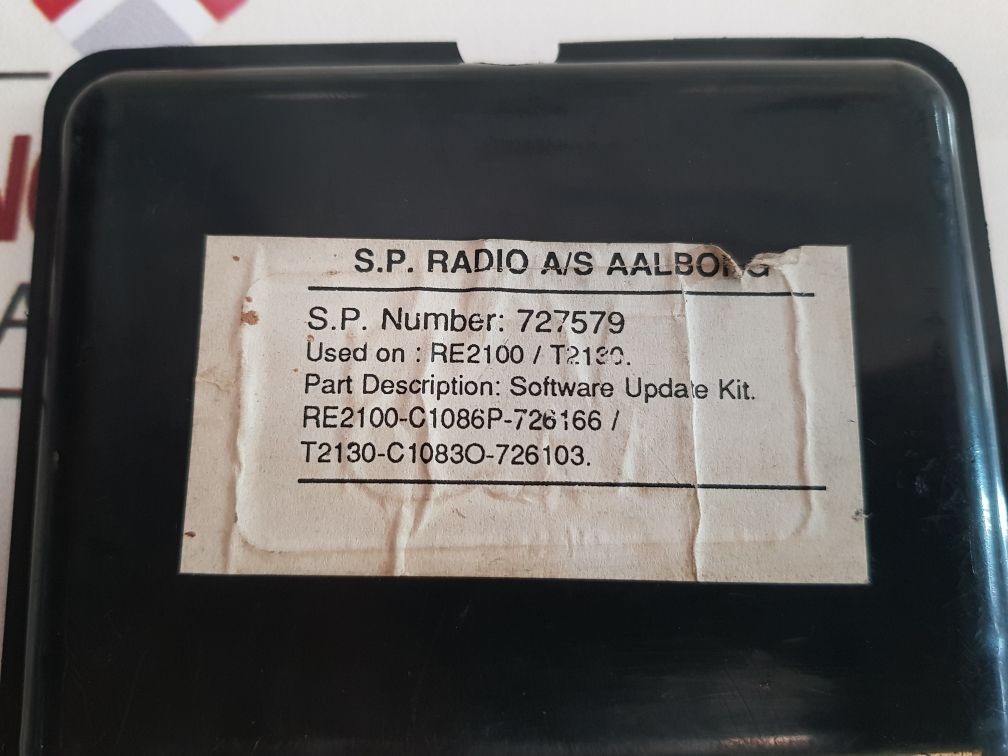 S.P. RADIO A/S AALBORG
S.P. Number: 727579
Used on : RE2100 / T2130.
Part Description: Software Update Kit.
RE2100-C1086P-726166 /
T2130-C1083O-726103.